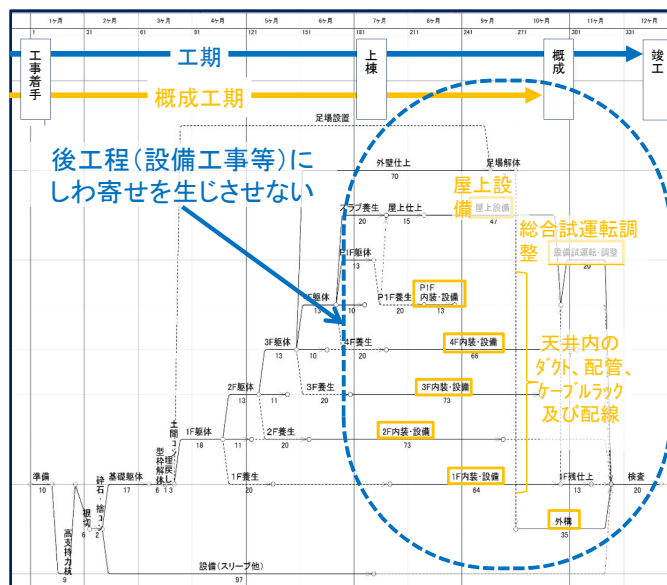 1ヶ月 2ヶ月 3ヶ月 4ヶ月 5ヶ月 6ヶ月 7ヶ月 8ヶ月 9ヶ月 10ヶ月 11ヶ月 12ヶ月
1 31 61 91 121 151 181 211 241 271 301 331
工事着手
工期
上棟
概成
竣工
概成工期
足場設置
後工程(設備工事等)に
しわ寄せを生じさせない
外壁仕上
70
足場解体
屋上設
備
スラブ養生
20
屋上仕上
15
屋上設備
47
総合試運転調
整
設備試運転・調整
20
P1F躯体
13
P1F
内装・設備
13
F躯体
13
10
P1F養生
20
天井内の
ダクト、配管、
ケーブルラック
及び配線
3F躯体
13
10
4F養生
20
4F内装・設備
66
2F躯体
13
11
3F養生
20
3F内装・設備
73
1F躯体
18
11
2F養生
20
2F内装・設備
73
土間コン
埋戻し
型枠解体
6 1 3
準備
10
根切
6
砕石・捨コン
2
基礎躯体
17
1F養生
20
1F内装・設備
64
1F残仕上
13
検査
20
外構
35
高支持力杭
9
設備(スリーブ他)
97